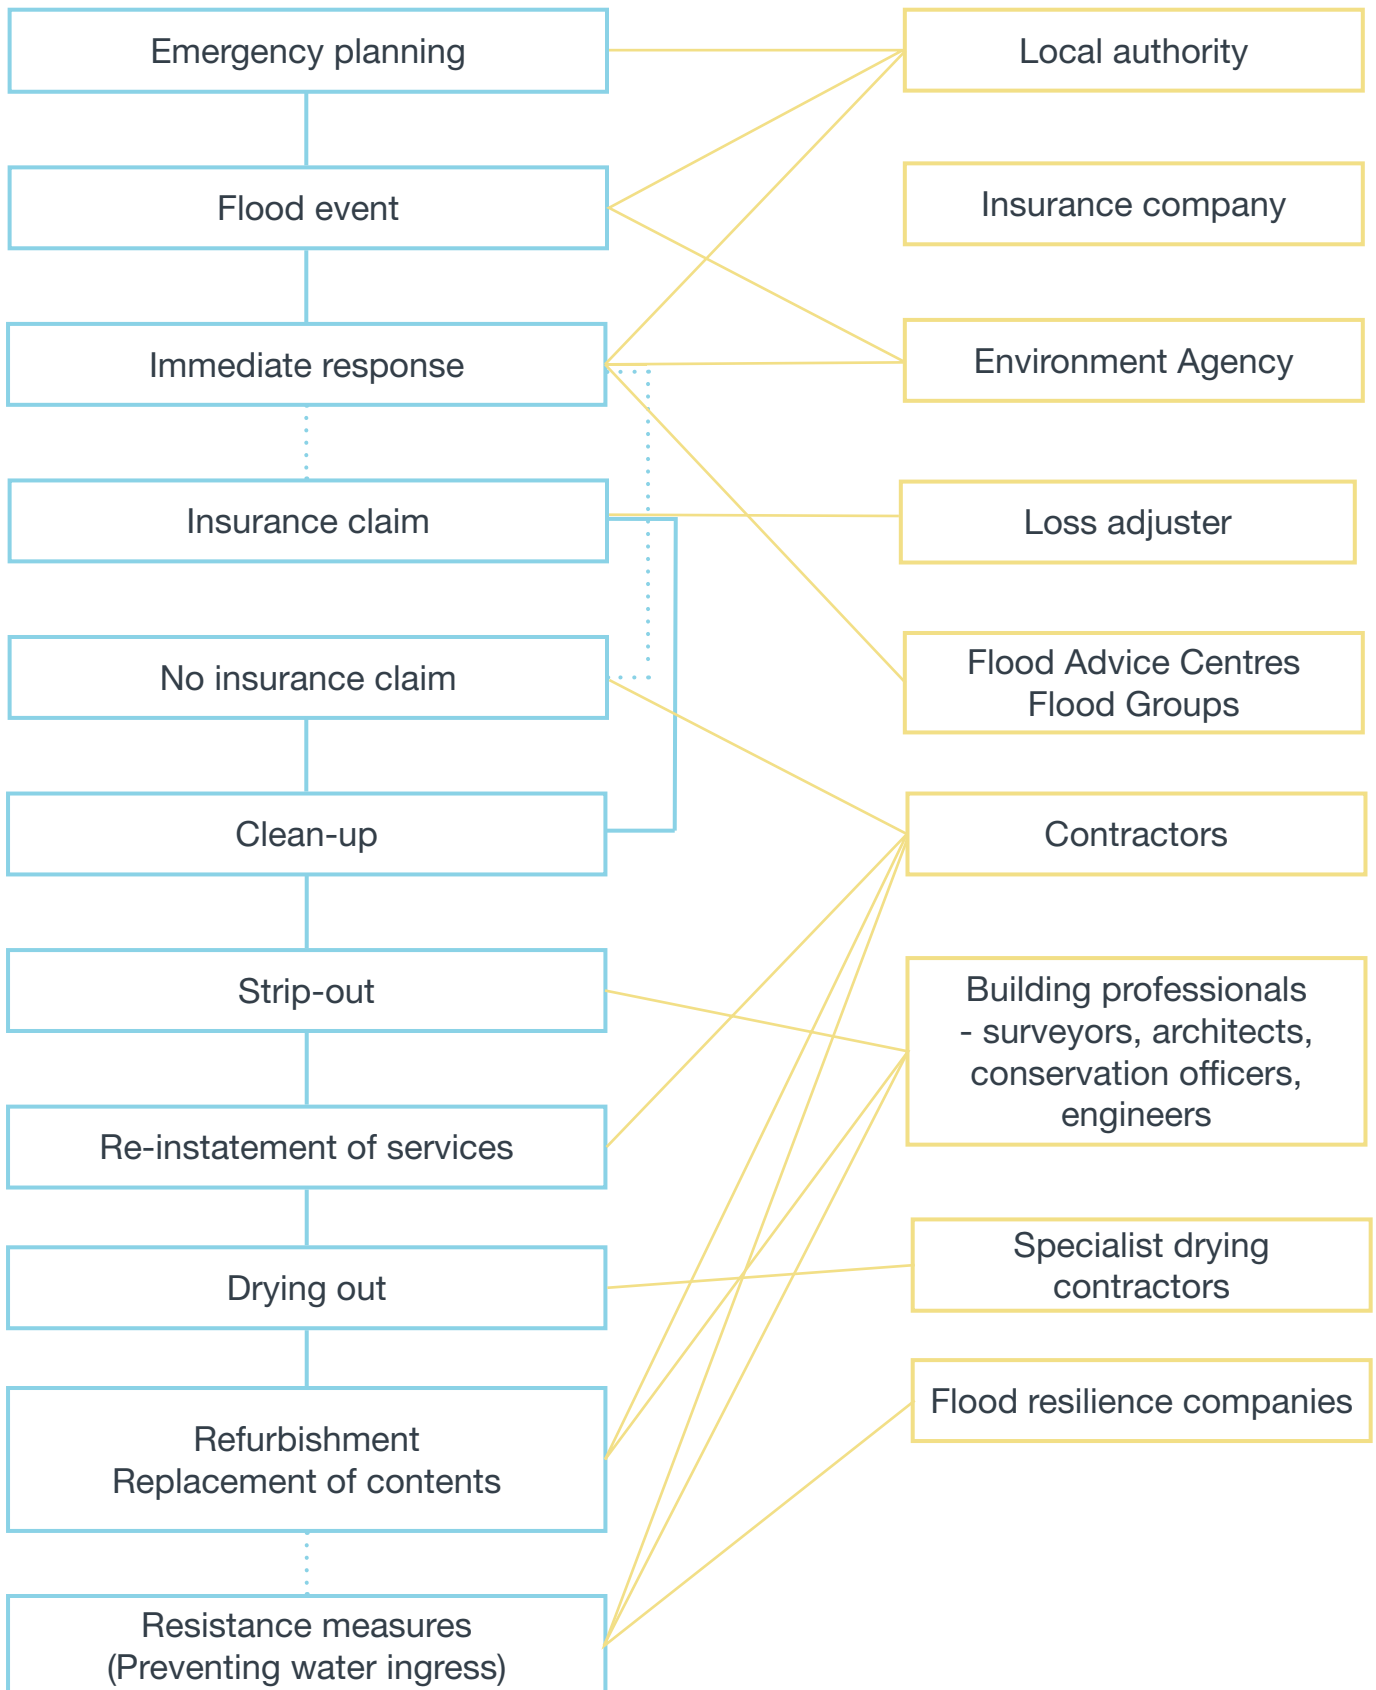 Emergency planning
Local authority
Flood event
Insurance company
Immediate response
Environment Agency
Insurance claim
Loss adjuster
No insurance claim
Flood Advice Centres
Flood Groups
Clean-up
Contractors
Strip-out
Building professionals
- surveyors, architects,
conservation officers,
engineers
Re-instatement of services
Drying out
Specialist drying
contractors
Refurbishment
Replacement of contents
Flood resilience companies
Resistance measures
(Preventing water ingress)